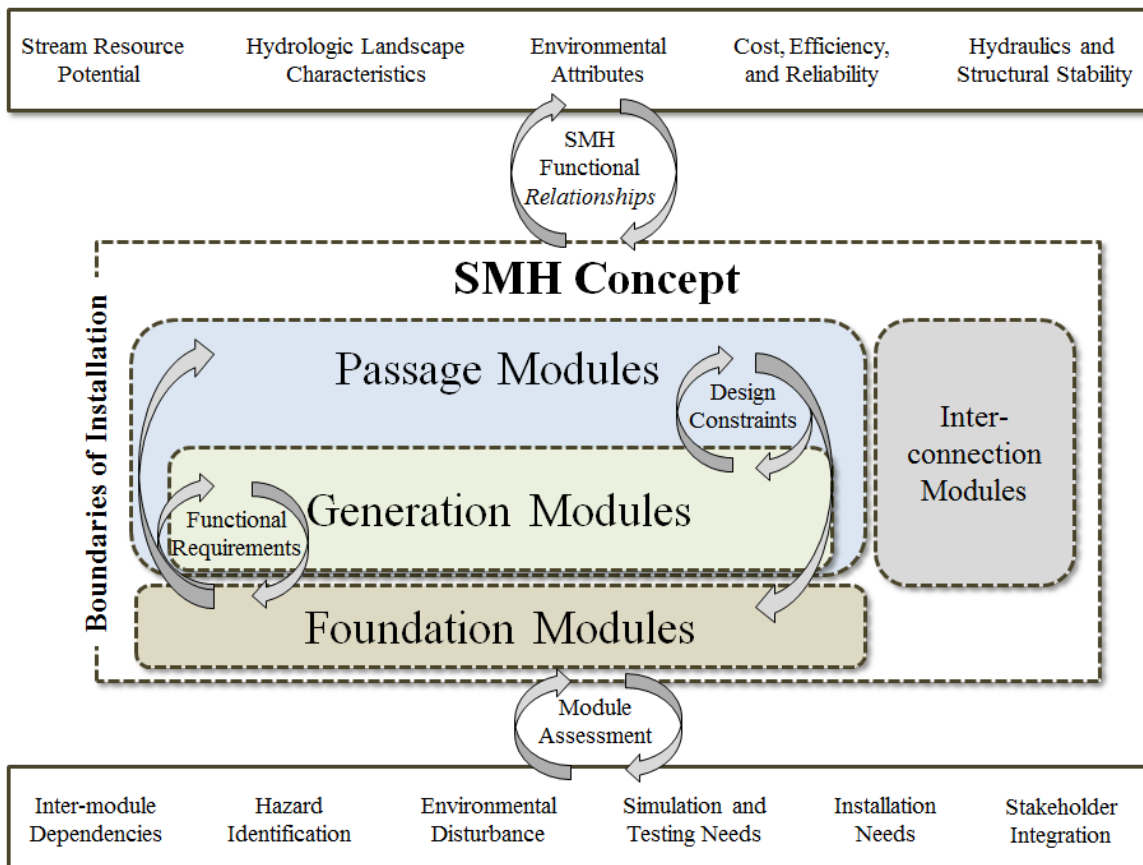 Stream Resource
Potential
Hydrologic Landscape
Characteristics
Environmental
Attributes
Cost, Efficiency,
and Reliability
Hydraulics and
Structural Stability
SMH
Functional
Relationships
Boundaries of Installation
SMH Concept
Passage Modules
Design
Constraints
Inter-
connection
Modules
Generation Modules
Functional
Requirements
Foundation Modules
Module
Assessment
Inter-module
Dependencies
Hazard
Identification
Environmental
Disturbance
Simulation and
Testing Needs
Installation
Needs
Stakeholder
Integration